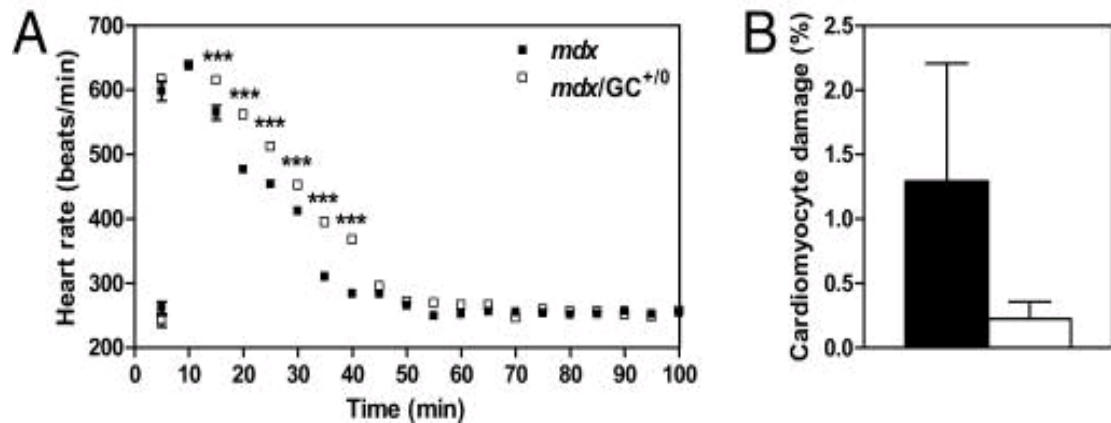 A
Heart rate (beats/min)
700
600
500
400
300
200
***
***
***
***
***
***
mdx
mdx/GC+/0
0 10 20 30 40 50 60 70 80 90 100
Time (min)
B
Cardiomyocyte damage (%)
2.5
2.0
1.5
1.0
0.5
0.0